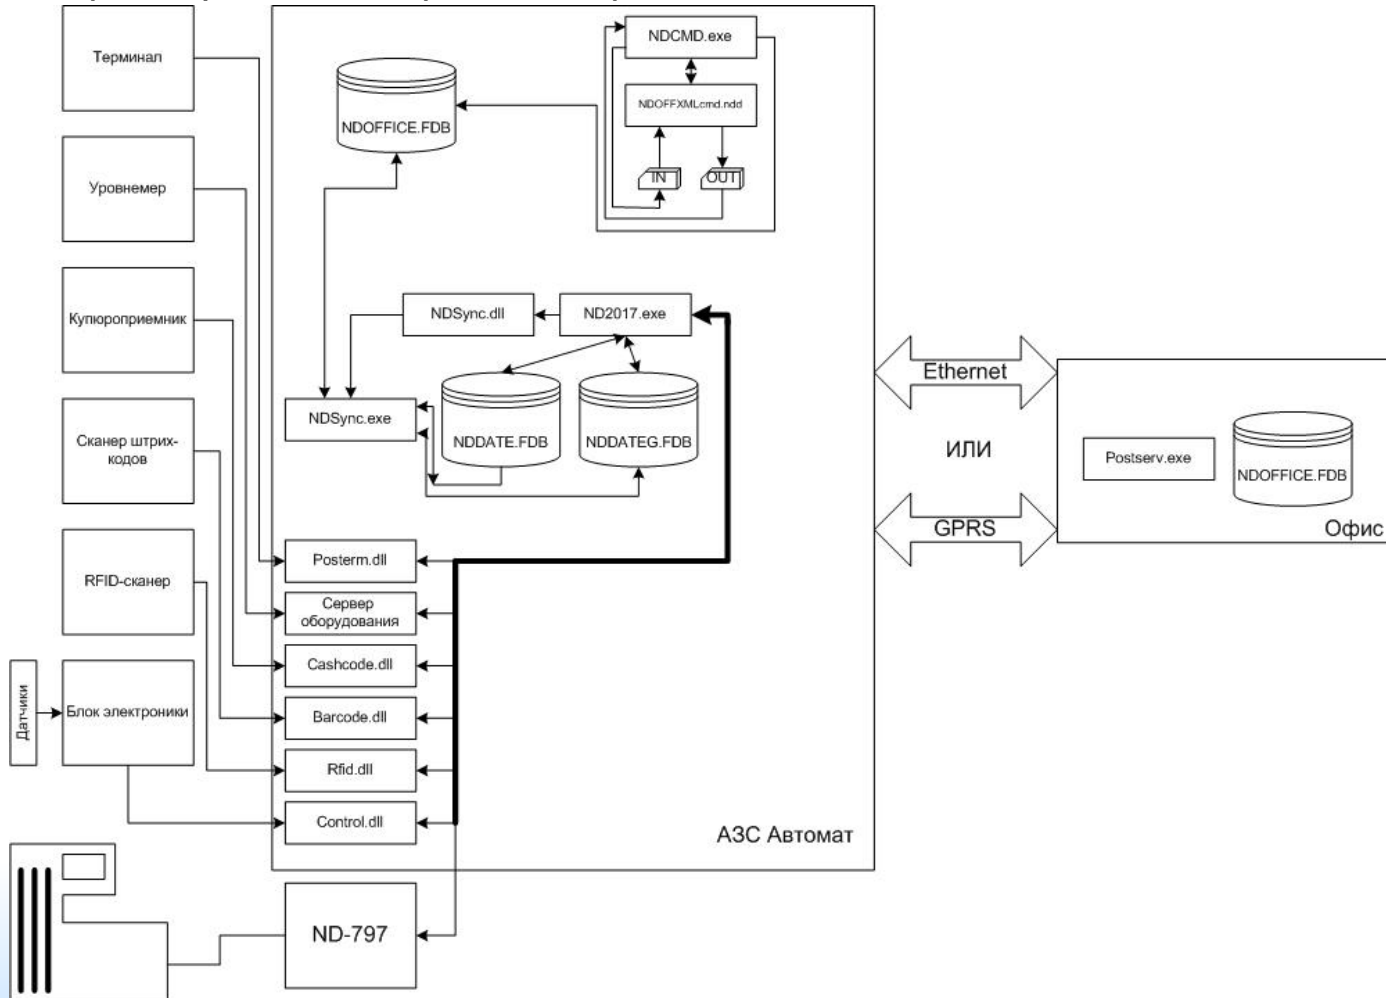 Терминал
NDCMD.exe
NDOFFXMLcmd.ndd
IN
OUT
NDOFFICE.FDB
Уровнемер
Купюроприемник
NDSync.dll
ND2017.exe
NDSync.exe
NDDATE.FDB
NDDATEG.FDB
Ethernet
ИЛИ
GPRS
Postserv.exe
NDOFFICE.FDB
Офис
Сканер штрих-
кодов
RFID-сканер
Датчики
Блок электроники
Posterm.dll
Сервер
оборудования
Cashcode.dll
Barcode.dll
Rfid.dll
Control.dll
АЗС Автомат
ND-797